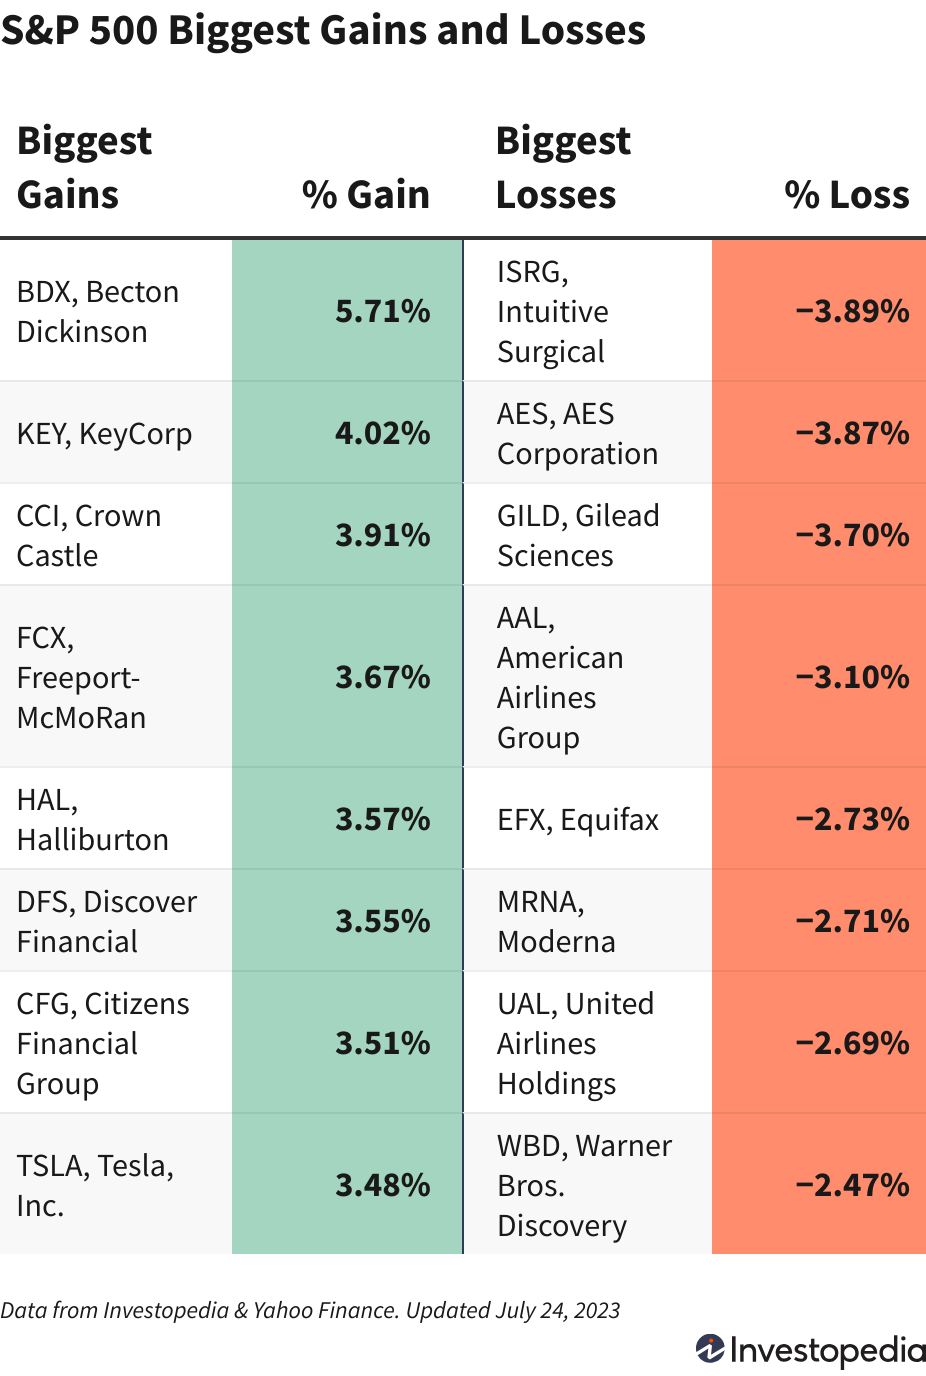 S&P 500 Biggest Gains and Losses
Biggest
Gains
% Gain
Biggest
Losses
% Loss
BDX, Becton
Dickinson
5.71%
ISRG,
Intuitive
Surgical
−3.89%
KEY, KeyCorp
4.02%
AES, AES
Corporation
−3.87%
CCI, Crown
Castle
3.91%
GILD, Gilead
Sciences
−3.70%
FCX,
Freeport-
McMoRan
3.67%
AAL,
American
Airlines
Group
−3.10%
HAL,
Halliburton
3.57%
EFX, Equifax
−2.73%
DFS, Discover
Financial
3.55%
MRNA,
Moderna
−2.71%
CFG, Citizens
Financial
Group
3.51%
UAL, United
Airlines
Holdings
−2.69%
TSLA, Tesla,
Inc.
3.48%
WBD, Warner
Bros.
Discovery
−2.47%
Data from Investopedia & Yahoo Finance. Updated July 24, 2023
Investopedia